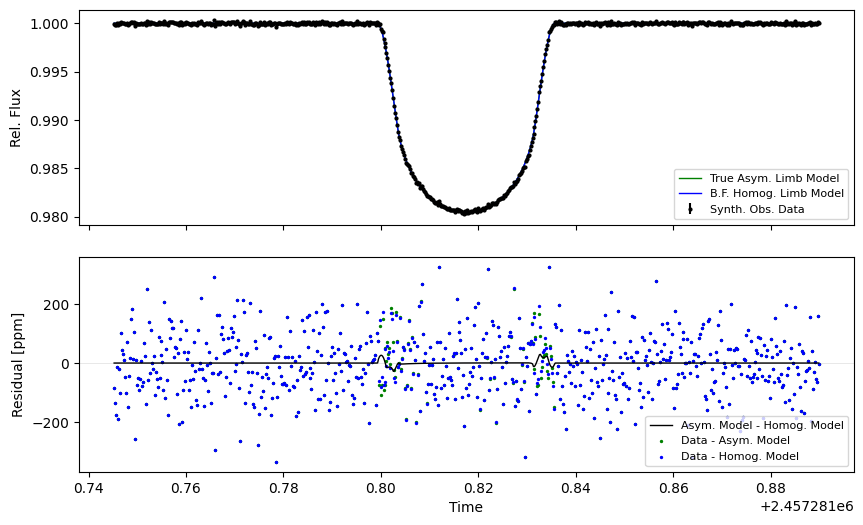 1.000
0.995
0.990
0.985
0.980
Rel. Flux
True Asym. Limb Model
B.F. Homog. Limb Model
Synth. Obs. Data
200
0
−200
Residual [ppm]
Asym. Model - Homog. Model
Data - Asym. Model
Data - Homog. Model
0.74 0.76 0.78 0.80 0.82 0.84 0.86 0.88
Time
+2.457281e6